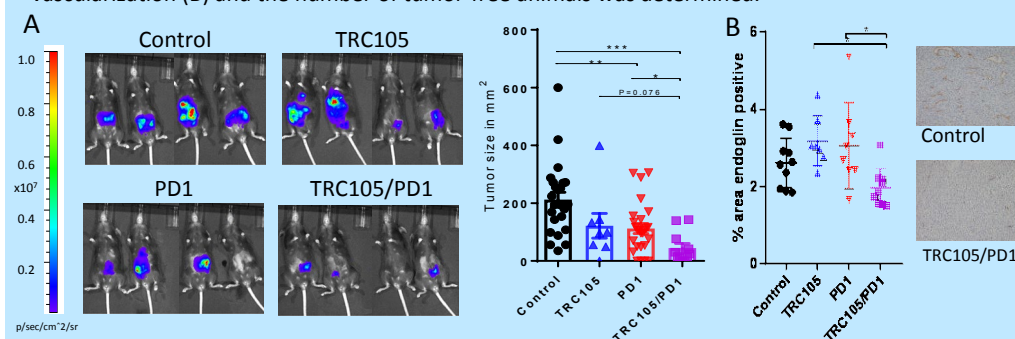 vascularization (B) and the number of tumor free animals was determined.
A
Control
TRC105
PD1
TRC105/PD1
1.0
0.8
0.6
x10⁷
0.4
0.2
p/sec/cm^2/sr
Tumor size in mm²
800
600
400
200
0
***
**
*
P=0.076
Control
TRC105
PD1
TRC105/PD1
B
% area endoglin positive
6
4
2
0
*
Control
TRC105
PD1
TRC105/PD1
Control
TRC105/PD1